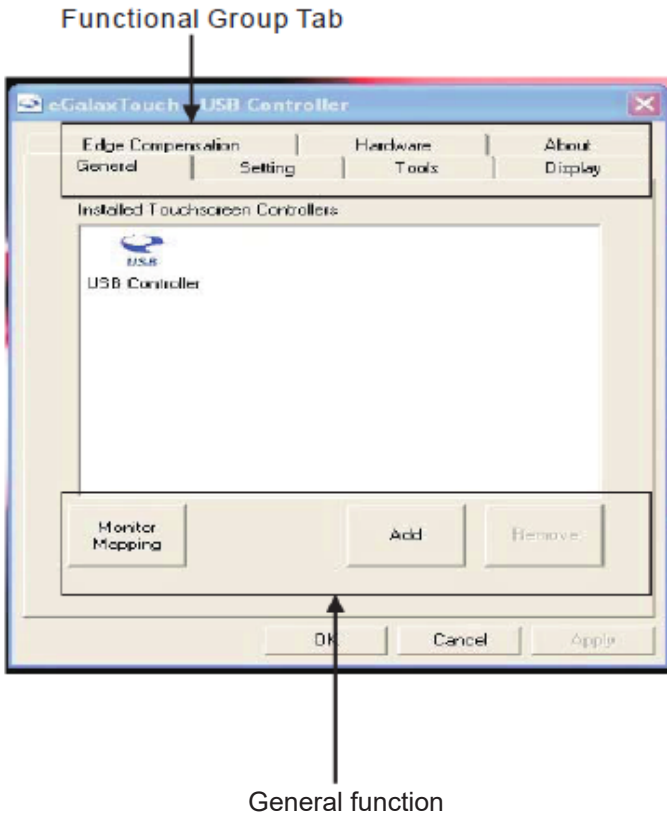 Functional Group Tab
eGalaxTouch : USB Controller
Edge Compensation Hardware About
General Setting Tools Display
Installed Touchscreen Controllers
USB
USB Controller
Monitor
Mapping
Add Remove
OK Cancel Apply
General function